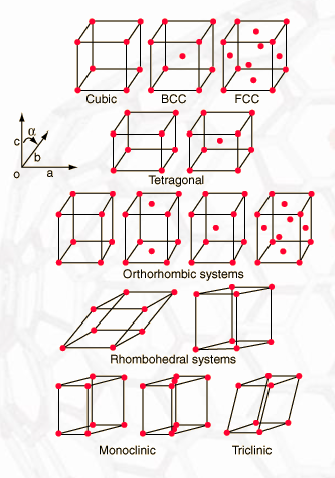 Cubic BCC FCC
α
c
b
o a
Tetragonal
Orthorhombic systems
Rhombohedral systems
Monoclinic Triclinic